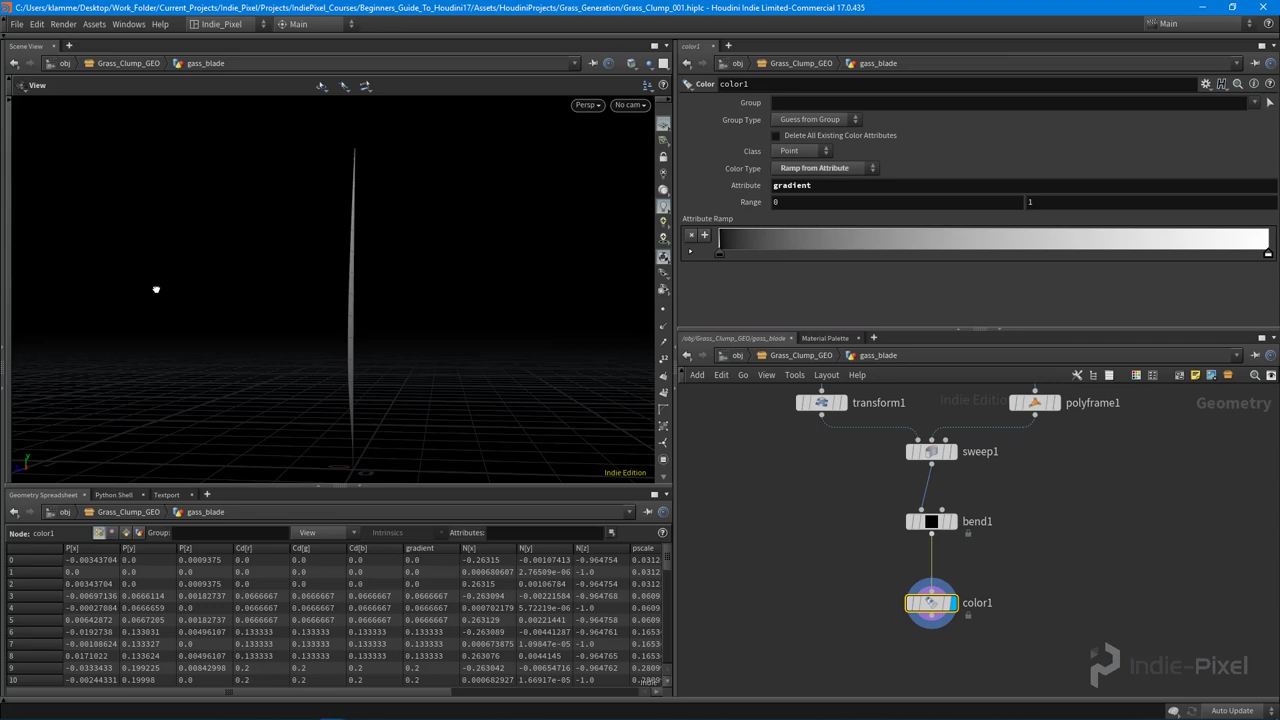 C:/Users/klamme/Desktop/Work_Folder/Current_Projects/Indie_Pixel/Projects/IndiePixel_Courses/Beginners_Guide_To_Houdini17/Assets/HoudiniProjects/Grass_Generation/Grass_Clump_001.hiplc - Houdini Indie Limited-Commercial 17.0.435
File Edit Render Assets Windows Help Indie_Pixel Main Main
Scene View
obj Grass_Clump_GEO gass_blade
View
Persp No cam
Indie Edition
color1
obj Grass_Clump_GEO gass_blade
Color color1
Group
Group Type Guess from Group
Delete All Existing Color Attributes
Class Point
Color Type Ramp from Attribute
Attribute gradient
Range 0 1
Attribute Ramp
/obj/Grass_Clump_GEO/gass_blade Material Palette
obj Grass_Clump_GEO gass_blade
Add Edit Go View Tools Layout Help
Indie Edition Geometry
transform1 polyframe1
sweep1
bend1
color1
Indie-Pixel
Geometry Spreadsheet Python Shell Textport
obj Grass_Clump_GEO gass_blade
Node: color1 Group: View Intrinsics Attributes:
P[x] P[y] P[z] Cd[r] Cd[g] Cd[b] gradient N[x] N[y] N[z] pscale
0 -0.00343704 0.0 0.0009375 0.0 0.0 0.0 0.0 -0.26315 -0.00107413 -0.964754 0.0312
1 0.0 0.0 0.0 0.0 0.0 0.0 0.0 0.000680607 2.76509e-06 -1.0 0.0312
2 0.00343704 0.0 0.0009375 0.0 0.0 0.0 0.0 0.26315 0.00106784 -0.964754 0.0312
3 -0.00697136 0.0666114 0.00182737 0.0666667 0.0666667 0.0666667 0.0666667 -0.263094 -0.00221584 -0.964768 0.0609
4 -0.00027884 0.0666659 0.0 0.0666667 0.0666667 0.0666667 0.0666667 0.000702179 5.72219e-06 -1.0 0.0609
5 0.00642872 0.0667205 0.00182737 0.0666667 0.0666667 0.0666667 0.0666667 0.263129 0.00221441 -0.964758 0.0609
6 -0.0192738 0.133031 0.00496107 0.133333 0.133333 0.133333 0.133333 -0.263089 -0.00441287 -0.964761 0.1653
7 -0.00108624 0.133327 0.0 0.133333 0.133333 0.133333 0.133333 0.000673875 1.09847e-05 -1.0 0.1653
8 0.0171022 0.133624 0.00496107 0.133333 0.133333 0.133333 0.133333 0.263076 0.0044145 -0.964764 0.1653
9 -0.0333433 0.199225 0.00842998 0.2 0.2 0.2 0.2 -0.263042 -0.00654716 -0.964762 0.2809
10 -0.00244331 0.19998 0.0 0.2 0.2 0.2 0.2 0.000682927 1.66917e-05 -1.0
Auto Update